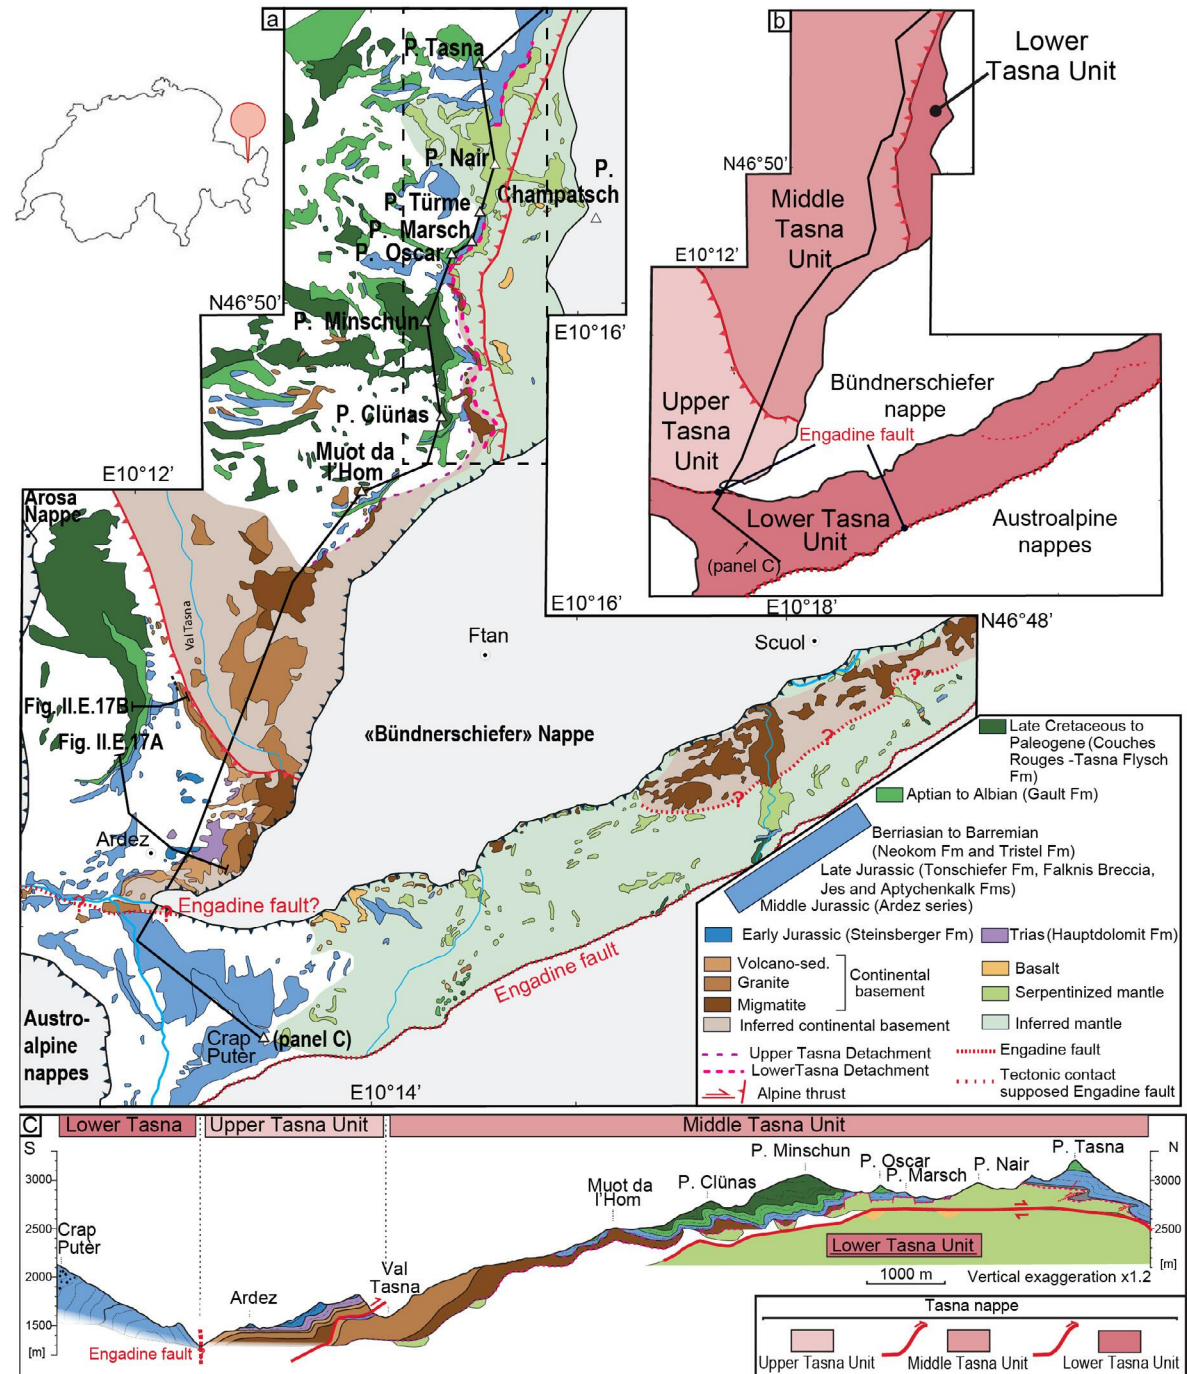 a
P. Tasna
P. Nair
P.
Champatsch
P. Türme
P. Marsch
P. Oscar
N46°50'
P. Minschun
E10°16'
P. Clünas
Muot da
l'Hom
E10°12'
Arosa
Nappe
Val Tasna
Fig. II.E.17B
Fig. II.E.17A
Ardez
Ftan
Scuol
E10°16'
E10°18'
N46°48'
«Bündnerschiefer» Nappe
?
?
?
?
?
Engadine fault?
Engadine fault
Austro-
alpine
nappes
Crap
Puter
(panel C)
E10°14'
b
Lower
Tasna Unit
N46°50'
Middle
Tasna
Unit
E10°12'
Upper
Tasna
Unit
Bündnerschiefer
nappe
Engadine fault
Lower Tasna
Unit
(panel C)
Austroalpine
nappes
Late Cretaceous to
Paleogene (Couches
Rouges -Tasna Flysch
Fm)
Aptian to Albian (Gault Fm)
Berriasian to Barremian
(Neokom Fm and Tristel Fm)
Late Jurassic (Tonschiefer Fm, Falknis Breccia,
Jes and Aptychenkalk Fms)
Middle Jurassic (Ardez series)
Early Jurassic (Steinsberger Fm)
Trias (Hauptdolomit Fm)
Volcano-sed.
Granite
Migmatite
Continental
basement
Basalt
Serpentinized mantle
Inferred continental basement
Inferred mantle
Upper Tasna Detachment
LowerTasna Detachment
Alpine thrust
Engadine fault
Tectonic contact
supposed Engadine fault
C
Lower Tasna
Upper Tasna Unit
Middle Tasna Unit
S
N
3000
2500
2000
1500
[m]
Crap
Puter
Ardez
Engadine fault
Val
Tasna
Muot da
l'Hom
P. Clünas
P. Minschun
P. Oscar
P. Marsch
P. Nair
P. Tasna
3000
2500
[m]
Lower Tasna Unit
1000 m
Vertical exaggeration x1.2
Tasna nappe
Upper Tasna Unit
Middle Tasna Unit
Lower Tasna Unit